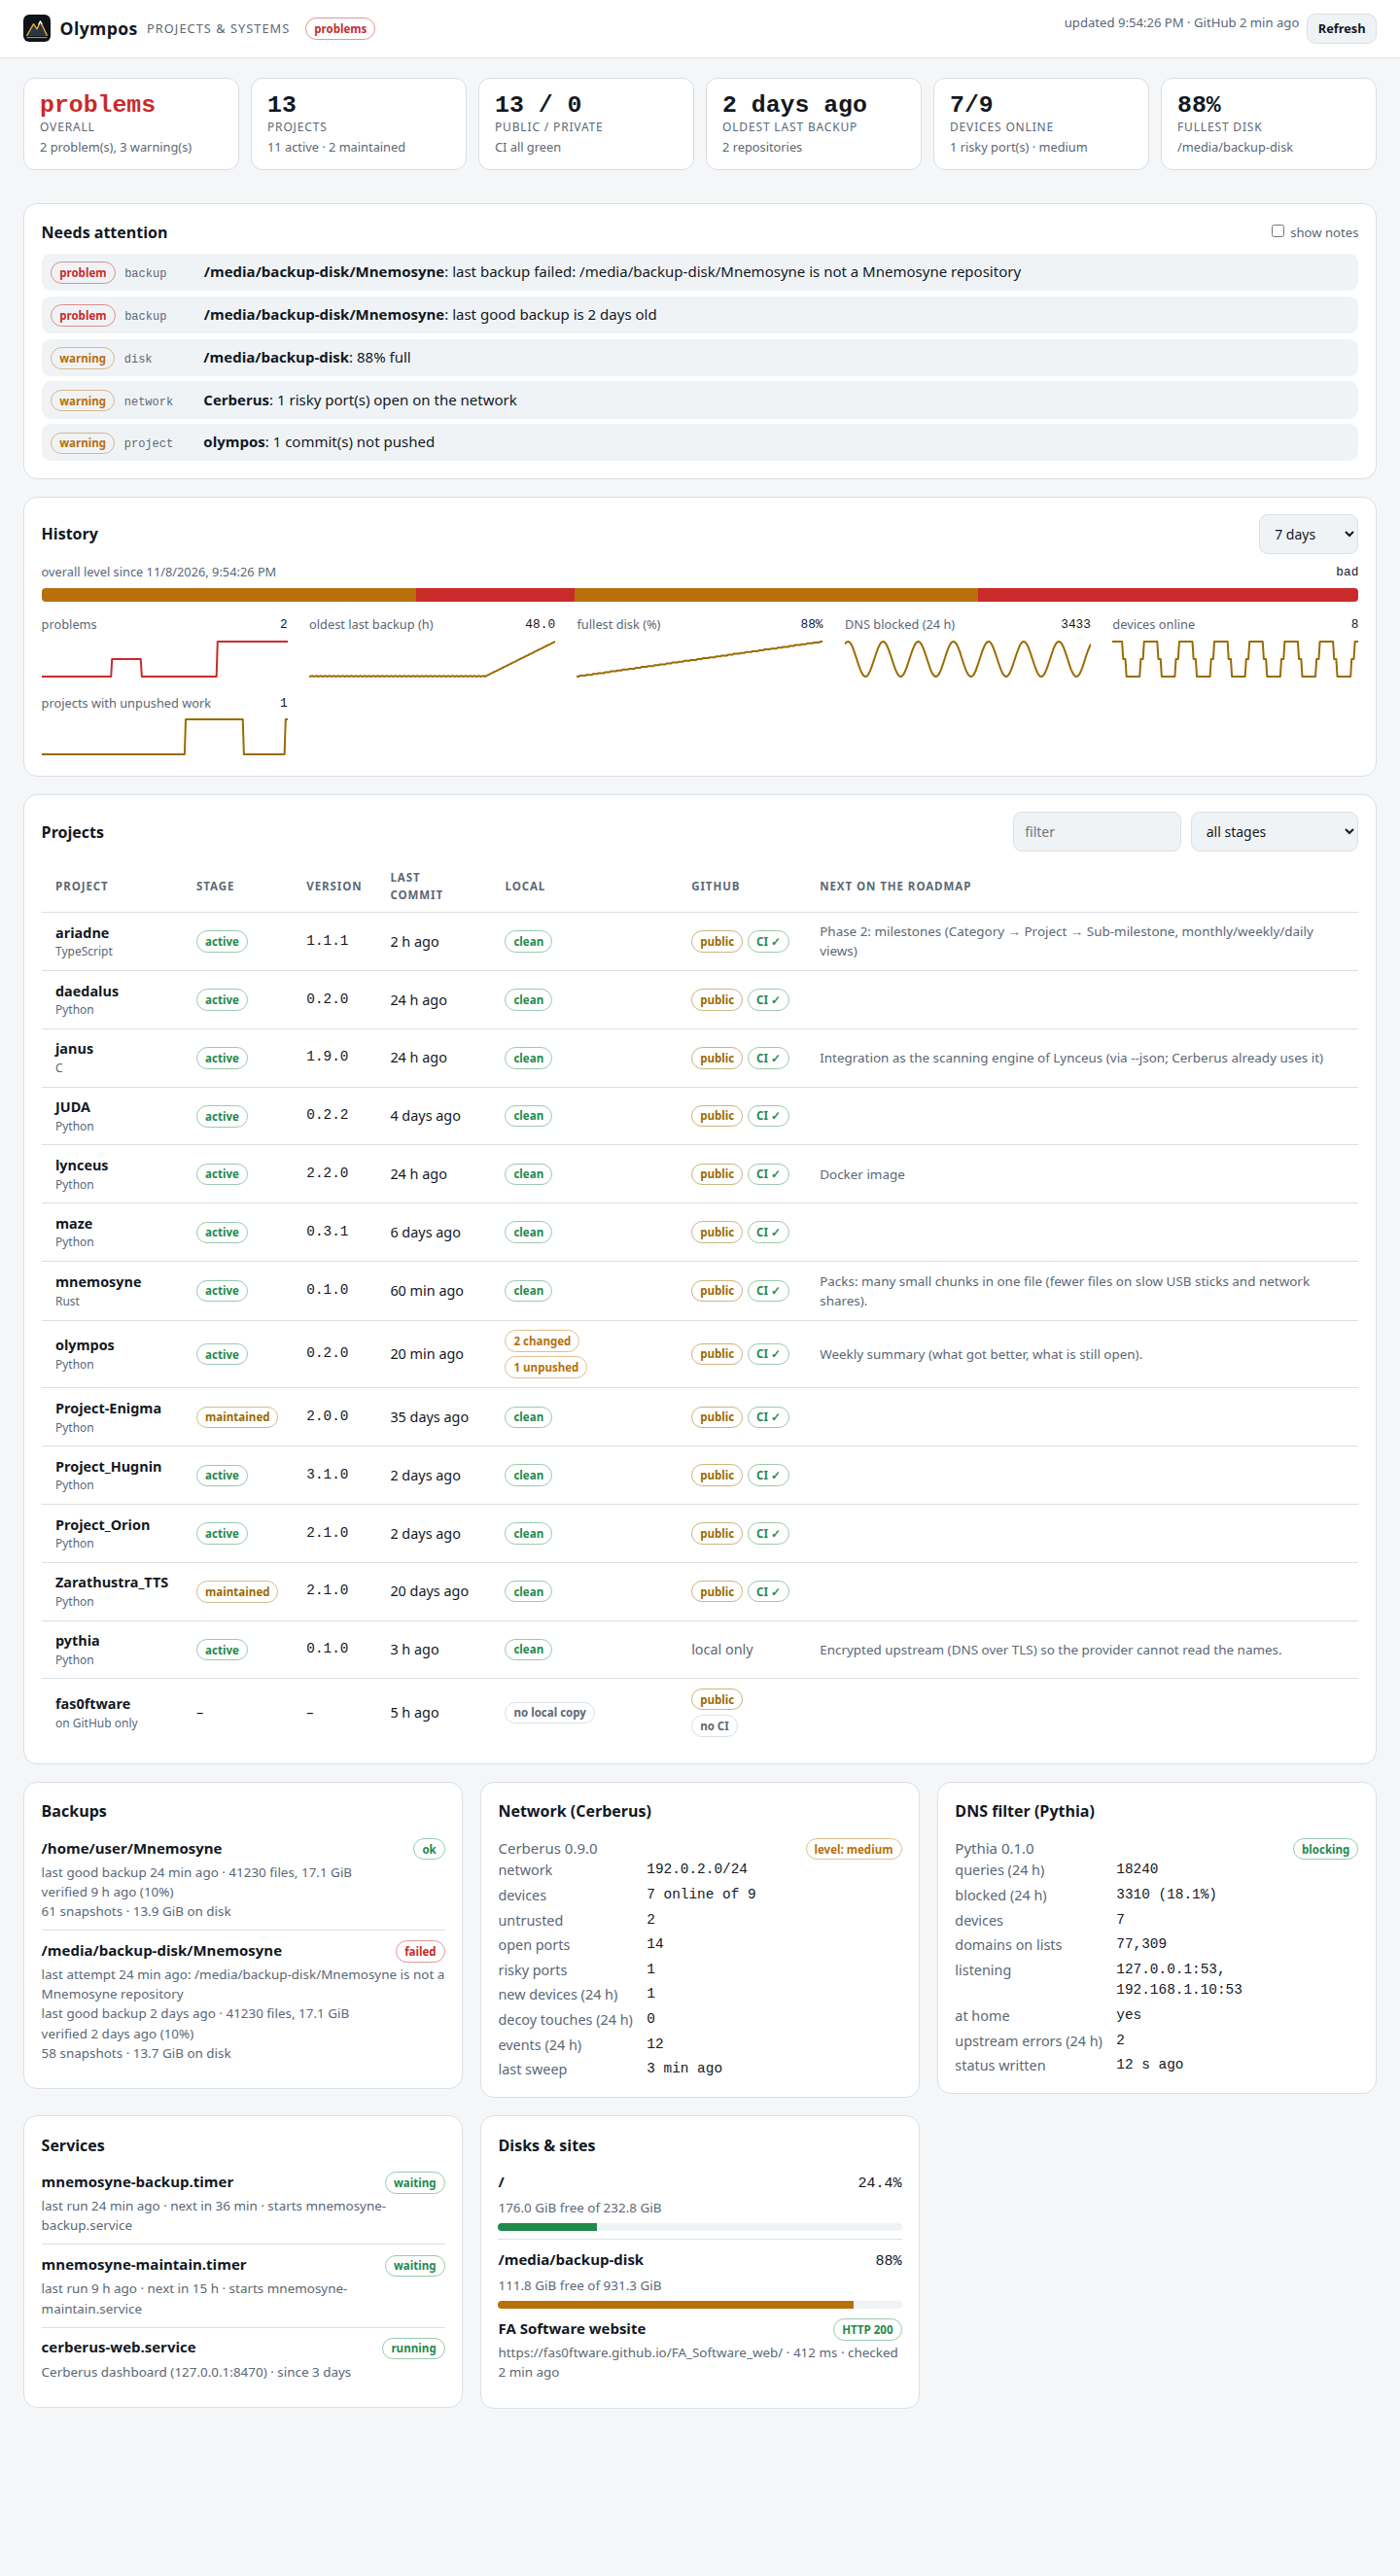 Olympos PROJECTS & SYSTEMS problems updated 9:54:26 PM · GitHub 2 min ago Refresh
problems
OVERALL
2 problem(s), 3 warning(s)
13
PROJECTS
11 active · 2 maintained
13 / 0
PUBLIC / PRIVATE
CI all green
2 days ago
OLDEST LAST BACKUP
2 repositories
7/9
DEVICES ONLINE
1 risky port(s) · medium
88%
FULLEST DISK
/media/backup-disk
Needs attention show notes
problem backup /media/backup-disk/Mnemosyne: last backup failed: /media/backup-disk/Mnemosyne is not a Mnemosyne repository
problem backup /media/backup-disk/Mnemosyne: last good backup is 2 days old
warning disk /media/backup-disk: 88% full
warning network Cerberus: 1 risky port(s) open on the network
warning project olympos: 1 commit(s) not pushed
History 7 days
overall level since 11/8/2026, 9:54:26 PM bad
problems 2
oldest last backup (h) 48.0
fullest disk (%) 88%
DNS blocked (24 h) 3433
devices online 8
projects with unpushed work 1
Projects filter all stages
PROJECT STAGE VERSION LAST COMMIT LOCAL GITHUB NEXT ON THE ROADMAP
ariadne
TypeScript
active 1.1.1 2 h ago clean public CI ✓
Phase 2: milestones (Category → Project → Sub-milestone, monthly/weekly/daily
views)
daedalus
Python
active 0.2.0 24 h ago clean public CI ✓
janus
C
active 1.9.0 24 h ago clean public CI ✓ Integration as the scanning engine of Lynceus (via --json; Cerberus already uses it)
JUDA
Python
active 0.2.2 4 days ago clean public CI ✓
lynceus
Python
active 2.2.0 24 h ago clean public CI ✓ Docker image
maze
Python
active 0.3.1 6 days ago clean public CI ✓
mnemosyne
Rust
active 0.1.0 60 min ago clean public CI ✓
Packs: many small chunks in one file (fewer files on slow USB sticks and network
shares).
olympos
Python
active 0.2.0 20 min ago
2 changed
1 unpushed
public CI ✓ Weekly summary (what got better, what is still open).
Project-Enigma
Python
maintained 2.0.0 35 days ago clean public CI ✓
Project_Hugnin
Python
active 3.1.0 2 days ago clean public CI ✓
Project_Orion
Python
active 2.1.0 2 days ago clean public CI ✓
Zarathustra_TTS
Python
maintained 2.1.0 20 days ago clean public CI ✓
pythia
Python
active 0.1.0 3 h ago clean local only Encrypted upstream (DNS over TLS) so the provider cannot read the names.
fas0ftware
on GitHub only
– – 5 h ago no local copy
public
no CI
Backups
/home/user/Mnemosyne ok
last good backup 24 min ago · 41230 files, 17.1 GiB
verified 9 h ago (10%)
61 snapshots · 13.9 GiB on disk
/media/backup-disk/Mnemosyne failed
last attempt 24 min ago: /media/backup-disk/Mnemosyne is not a
Mnemosyne repository
last good backup 2 days ago · 41230 files, 17.1 GiB
verified 2 days ago (10%)
58 snapshots · 13.7 GiB on disk
Network (Cerberus)
Cerberus 0.9.0 level: medium
network 192.0.2.0/24
devices 7 online of 9
untrusted 2
open ports 14
risky ports 1
new devices (24 h) 1
decoy touches (24 h) 0
events (24 h) 12
last sweep 3 min ago
DNS filter (Pythia)
Pythia 0.1.0 blocking
queries (24 h) 18240
blocked (24 h) 3310 (18.1%)
devices 7
domains on lists 77,309
listening 127.0.0.1:53,
192.168.1.10:53
at home yes
upstream errors (24 h) 2
status written 12 s ago
Services
mnemosyne-backup.timer waiting
last run 24 min ago · next in 36 min · starts mnemosyne-
backup.service
mnemosyne-maintain.timer waiting
last run 9 h ago · next in 15 h · starts mnemosyne-
maintain.service
cerberus-web.service running
Cerberus dashboard (127.0.0.1:8470) · since 3 days
Disks & sites
/ 24.4%
176.0 GiB free of 232.8 GiB
/media/backup-disk 88%
111.8 GiB free of 931.3 GiB
FA Software website HTTP 200
https://fas0ftware.github.io/FA_Software_web/ · 412 ms · checked
2 min ago